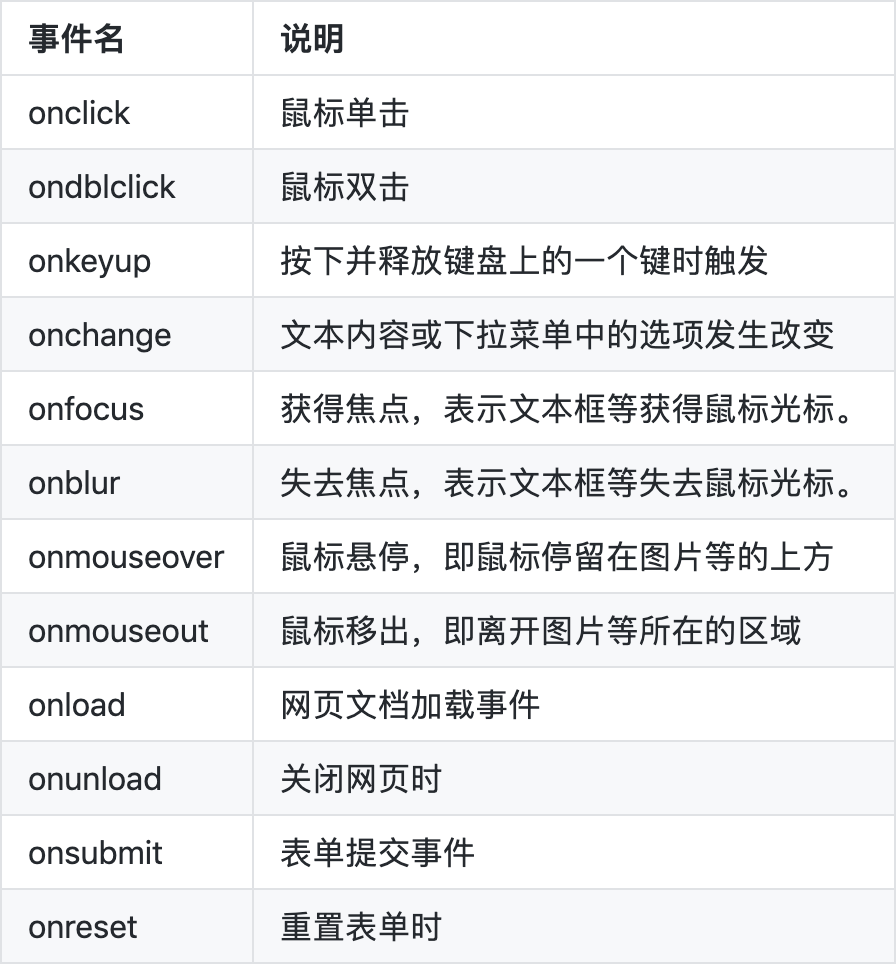 事件名 说明
onclick 鼠标单击
ondblclick 鼠标双击
onkeyup 按下并释放键盘上的一个键时触发
onchange 文本内容或下拉菜单中的选项发生改变
onfocus 获得焦点，表示文本框等获得鼠标光标。
onblur 失去焦点，表示文本框等失去鼠标光标。
onmouseover 鼠标悬停，即鼠标停留在图片等的上方
onmouseout 鼠标移出，即离开图片等所在的区域
onload 网页文档加载事件
onunload 关闭网页时
onsubmit 表单提交事件
onreset 重置表单时